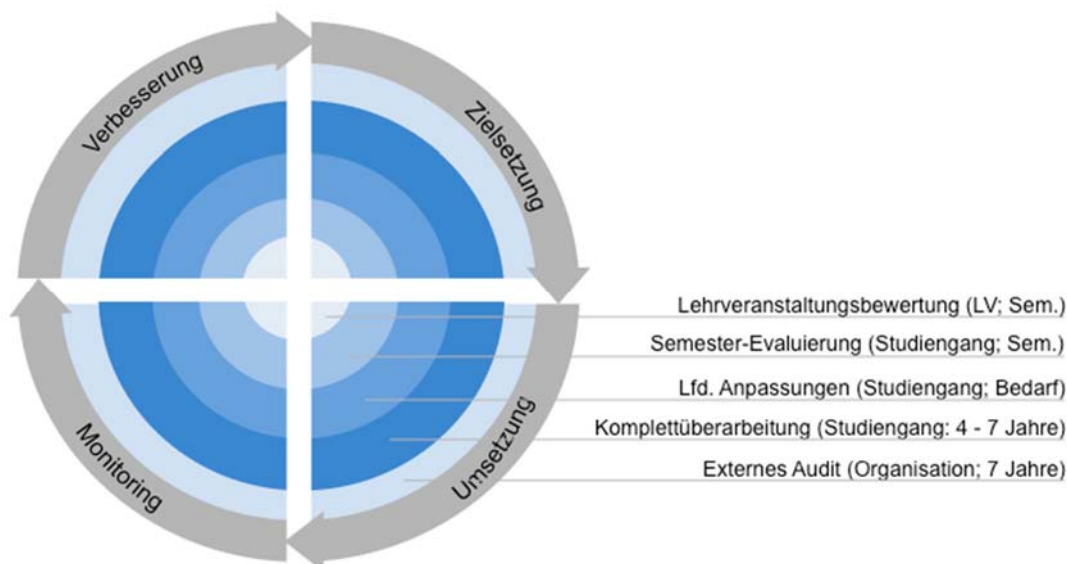 Verbesserung
Zielsetzung
Lehrveranstaltungsbewertung (LV; Sem.)
Semester-Evaluierung (Studiengang; Sem.)
Lfd. Anpassungen (Studiengang; Bedarf)
Komplettüberarbeitung (Studiengang: 4 - 7 Jahre)
Externes Audit (Organisation; 7 Jahre)
Monitoring
Umsetzung